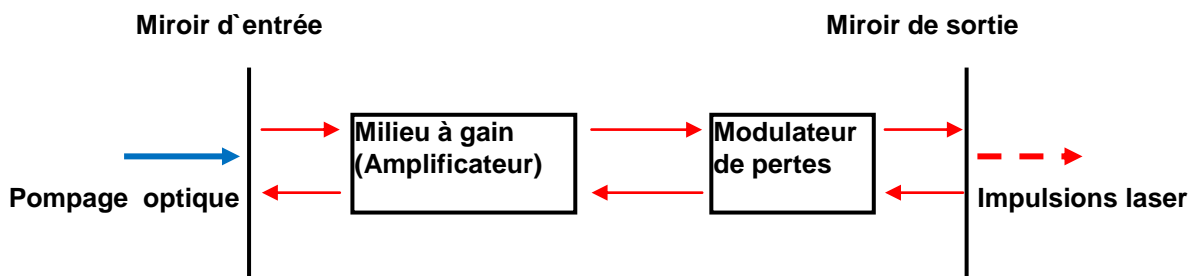 Miroir d`entrée
Miroir de sortie
Milieu à gain
(Amplificateur)
Modulateur
de pertes
Pompage optique
Impulsions laser